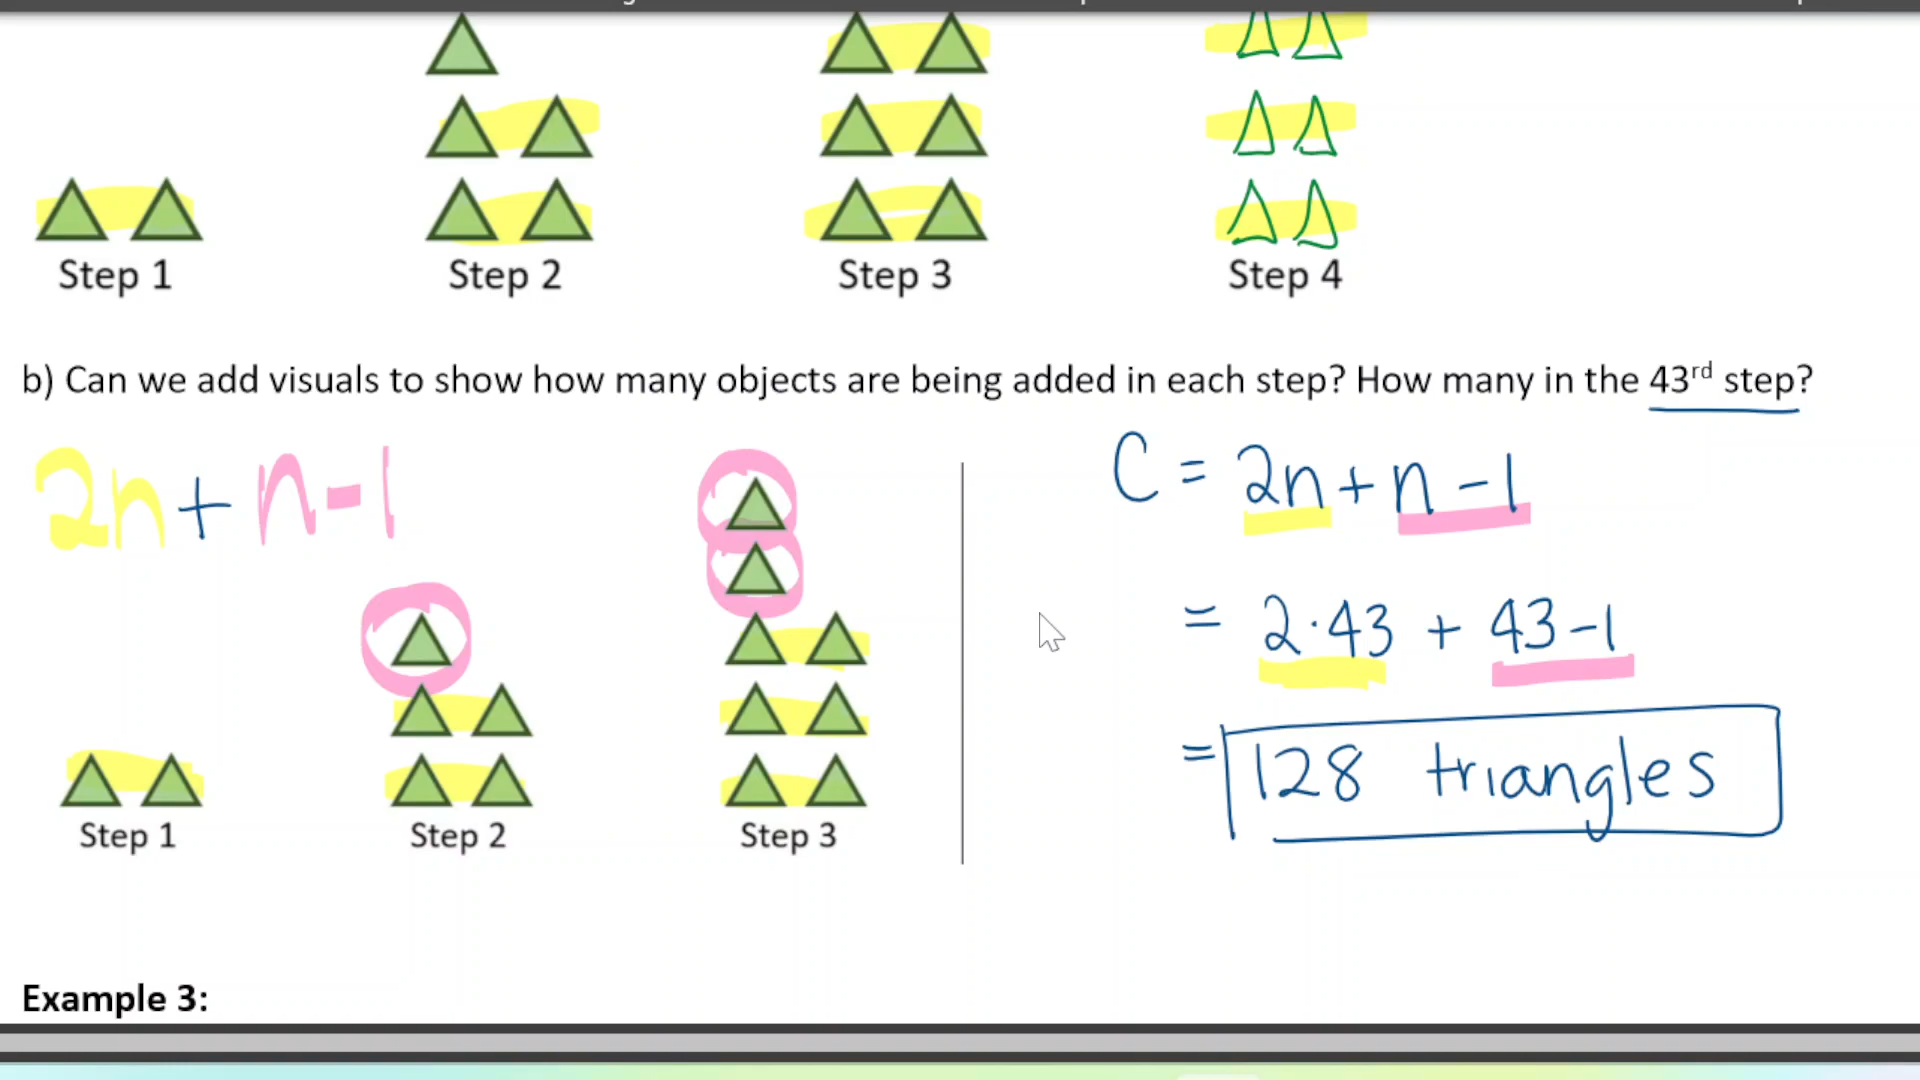 Step 1
Step 2
Step 3
Step 4
b) Can we add visuals to show how many objects are being added in each step? How many in the 43rd step?
2n + n - 1
C = 2n + n - 1
= 2·43 + 43 - 1
= 128 triangles
Step 1
Step 2
Step 3
Example 3: